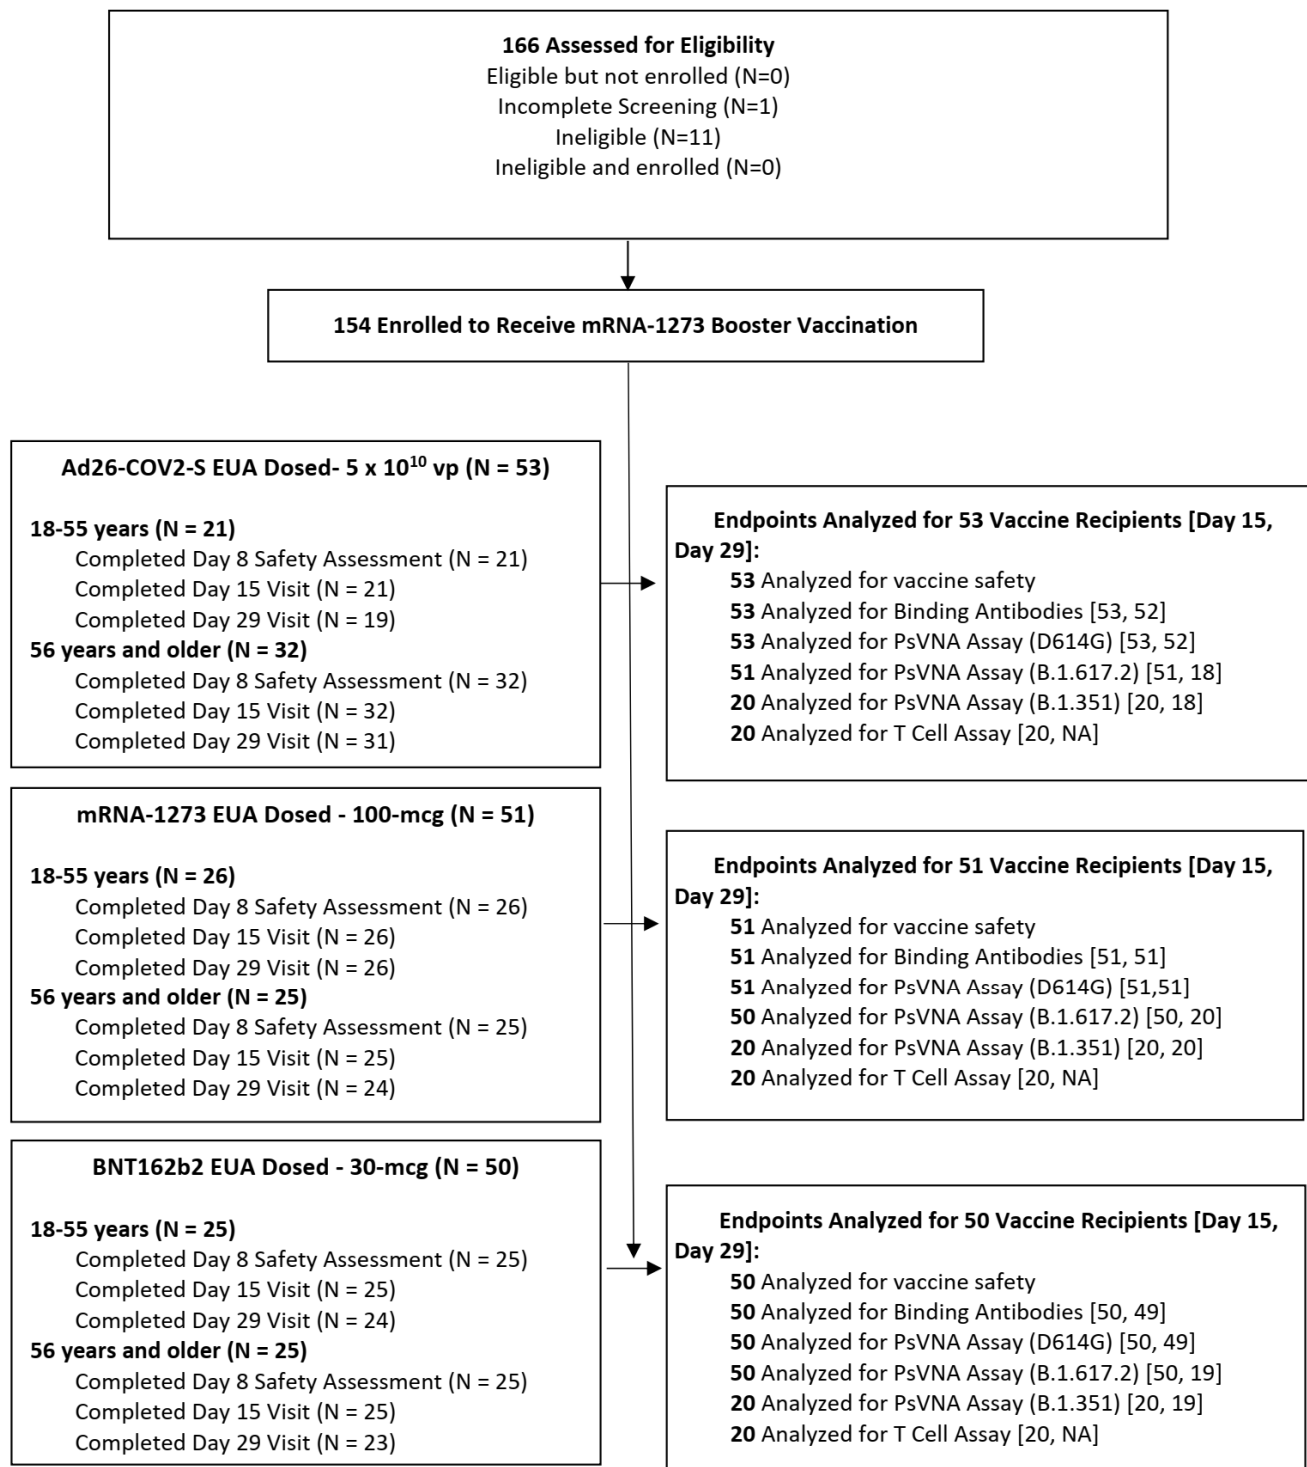 166 Assessed for Eligibility
Eligible but not enrolled (N=0)
Incomplete Screening (N=1)
Ineligible (N=11)
Ineligible and enrolled (N=0)
154 Enrolled to Receive mRNA-1273 Booster Vaccination
Ad26-COV2-S EUA Dosed- 5 x 10¹⁰ vp (N = 53)
18-55 years (N = 21)
Completed Day 8 Safety Assessment (N = 21)
Completed Day 15 Visit (N = 21)
Completed Day 29 Visit (N = 19)
56 years and older (N = 32)
Completed Day 8 Safety Assessment (N = 32)
Completed Day 15 Visit (N = 32)
Completed Day 29 Visit (N = 31)
Endpoints Analyzed for 53 Vaccine Recipients [Day 15,
Day 29]:
53 Analyzed for vaccine safety
53 Analyzed for Binding Antibodies [53, 52]
53 Analyzed for PsVNA Assay (D614G) [53, 52]
51 Analyzed for PsVNA Assay (B.1.617.2) [51, 18]
20 Analyzed for PsVNA Assay (B.1.351) [20, 18]
20 Analyzed for T Cell Assay [20, NA]
mRNA-1273 EUA Dosed - 100-mcg (N = 51)
18-55 years (N = 26)
Completed Day 8 Safety Assessment (N = 26)
Completed Day 15 Visit (N = 26)
Completed Day 29 Visit (N = 26)
56 years and older (N = 25)
Completed Day 8 Safety Assessment (N = 25)
Completed Day 15 Visit (N = 25)
Completed Day 29 Visit (N = 24)
Endpoints Analyzed for 51 Vaccine Recipients [Day 15,
Day 29]:
51 Analyzed for vaccine safety
51 Analyzed for Binding Antibodies [51, 51]
51 Analyzed for PsVNA Assay (D614G) [51,51]
50 Analyzed for PsVNA Assay (B.1.617.2) [50, 20]
20 Analyzed for PsVNA Assay (B.1.351) [20, 20]
20 Analyzed for T Cell Assay [20, NA]
BNT162b2 EUA Dosed - 30-mcg (N = 50)
18-55 years (N = 25)
Completed Day 8 Safety Assessment (N = 25)
Completed Day 15 Visit (N = 25)
Completed Day 29 Visit (N = 24)
56 years and older (N = 25)
Completed Day 8 Safety Assessment (N = 25)
Completed Day 15 Visit (N = 25)
Completed Day 29 Visit (N = 23)
Endpoints Analyzed for 50 Vaccine Recipients [Day 15,
Day 29]:
50 Analyzed for vaccine safety
50 Analyzed for Binding Antibodies [50, 49]
50 Analyzed for PsVNA Assay (D614G) [50, 49]
50 Analyzed for PsVNA Assay (B.1.617.2) [50, 19]
20 Analyzed for PsVNA Assay (B.1.351) [20, 19]
20 Analyzed for T Cell Assay [20, NA]